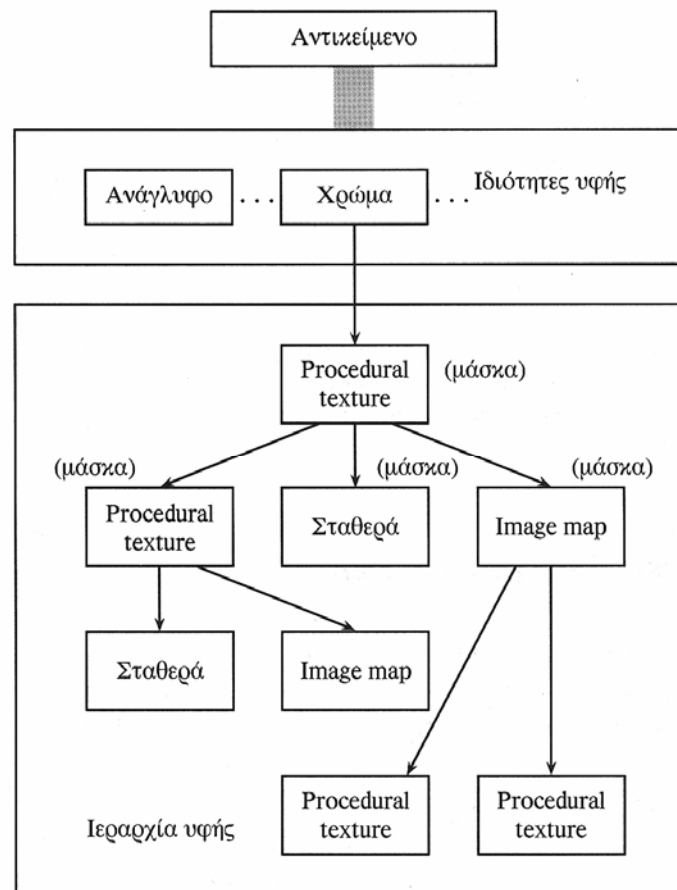 Αντικείμενο
Ανάγλυφο ... Χρώμα ... Ιδιότητες υφής
Procedural
texture
(μάσκα)
(μάσκα)
(μάσκα)
(μάσκα)
Procedural
texture
Σταθερά
Image map
Σταθερά
Image map
Procedural
texture
Procedural
texture
Ιεραρχία υφής